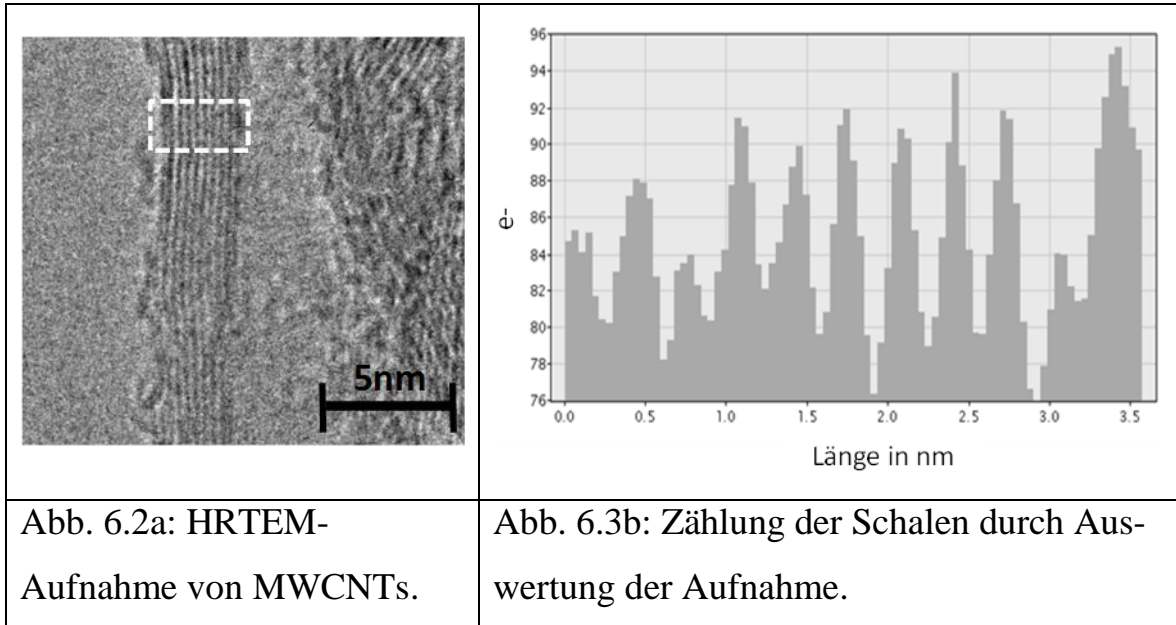 5nm
96
94
92
90
88
86
84
82
80
78
76
e-
0.0 0.5 1.0 1.5 2.0 2.5 3.0 3.5
Länge in nm
Abb. 6.2a: HRTEM-
Aufnahme von MWCNTs.
Abb. 6.3b: Zählung der Schalen durch Aus-
wertung der Aufnahme.